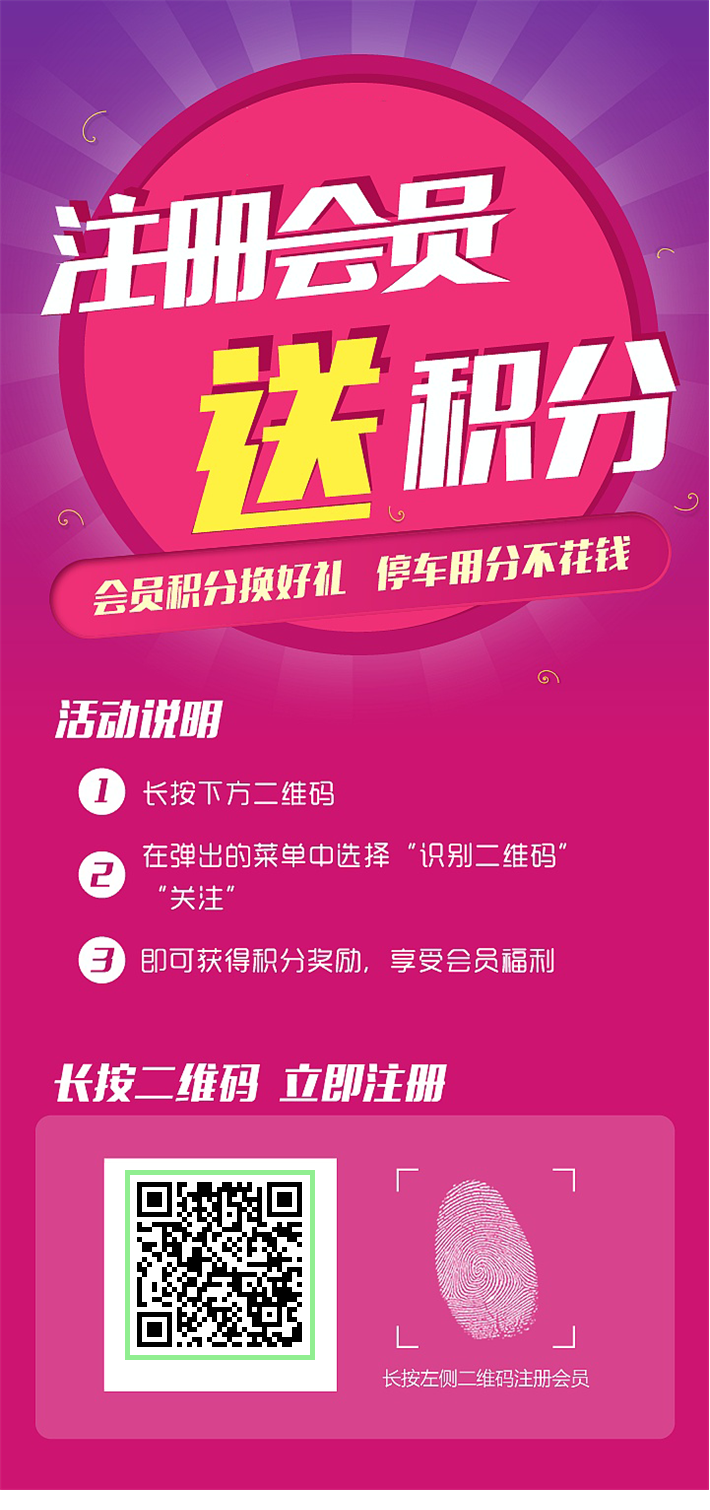 注册会员
送积分
会员积分换好礼 停车用分不花钱
活动说明
1 长按下方二维码
2 在弹出的菜单中选择“识别二维码”
“关注”
3 即可获得积分奖励，享受会员福利
长按二维码 立即注册
长按左侧二维码注册会员